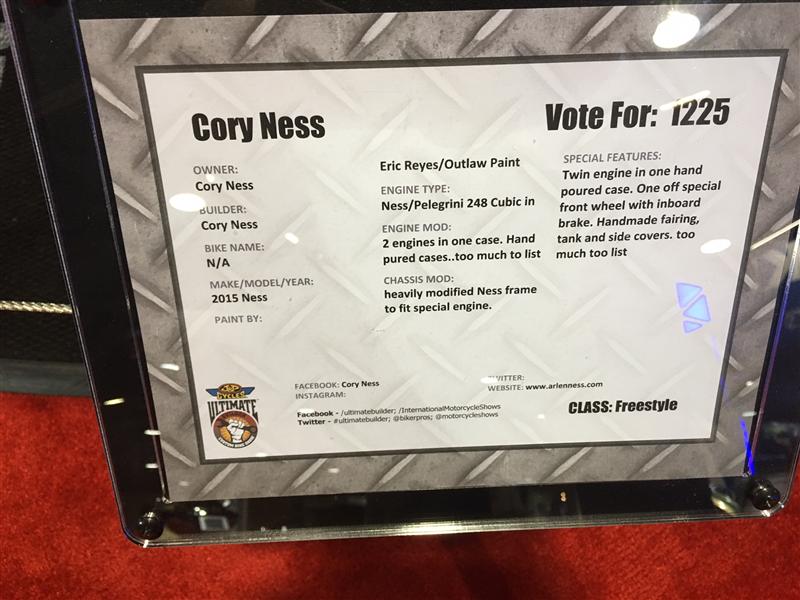 Cory Ness
Vote For: 1225
OWNER:
Cory Ness
BUILDER:
Cory Ness
BIKE NAME:
N/A
MAKE/MODEL/YEAR:
2015 Ness
PAINT BY:
Eric Reyes/Outlaw Paint
ENGINE TYPE:
Ness/Pelegrini 248 Cubic in
ENGINE MOD:
2 engines in one case. Hand
pured cases..too much to list
CHASSIS MOD:
heavily modified Ness frame
to fit special engine.
SPECIAL FEATURES:
Twin engine in one hand
poured case. One off special
front wheel with inboard
brake. Handmade fairing,
tank and side covers. too
much too list
CYCLES
ULTIMATE
FACEBOOK: Cory Ness
INSTAGRAM:
TWITTER:
WEBSITE: www.arlenness.com
Facebook - /ultimatebuilder; /InternationalMotorcycleShows
Twitter - #ultimatebuilder; @bikerpros; @motorcycleshows
CLASS: Freestyle